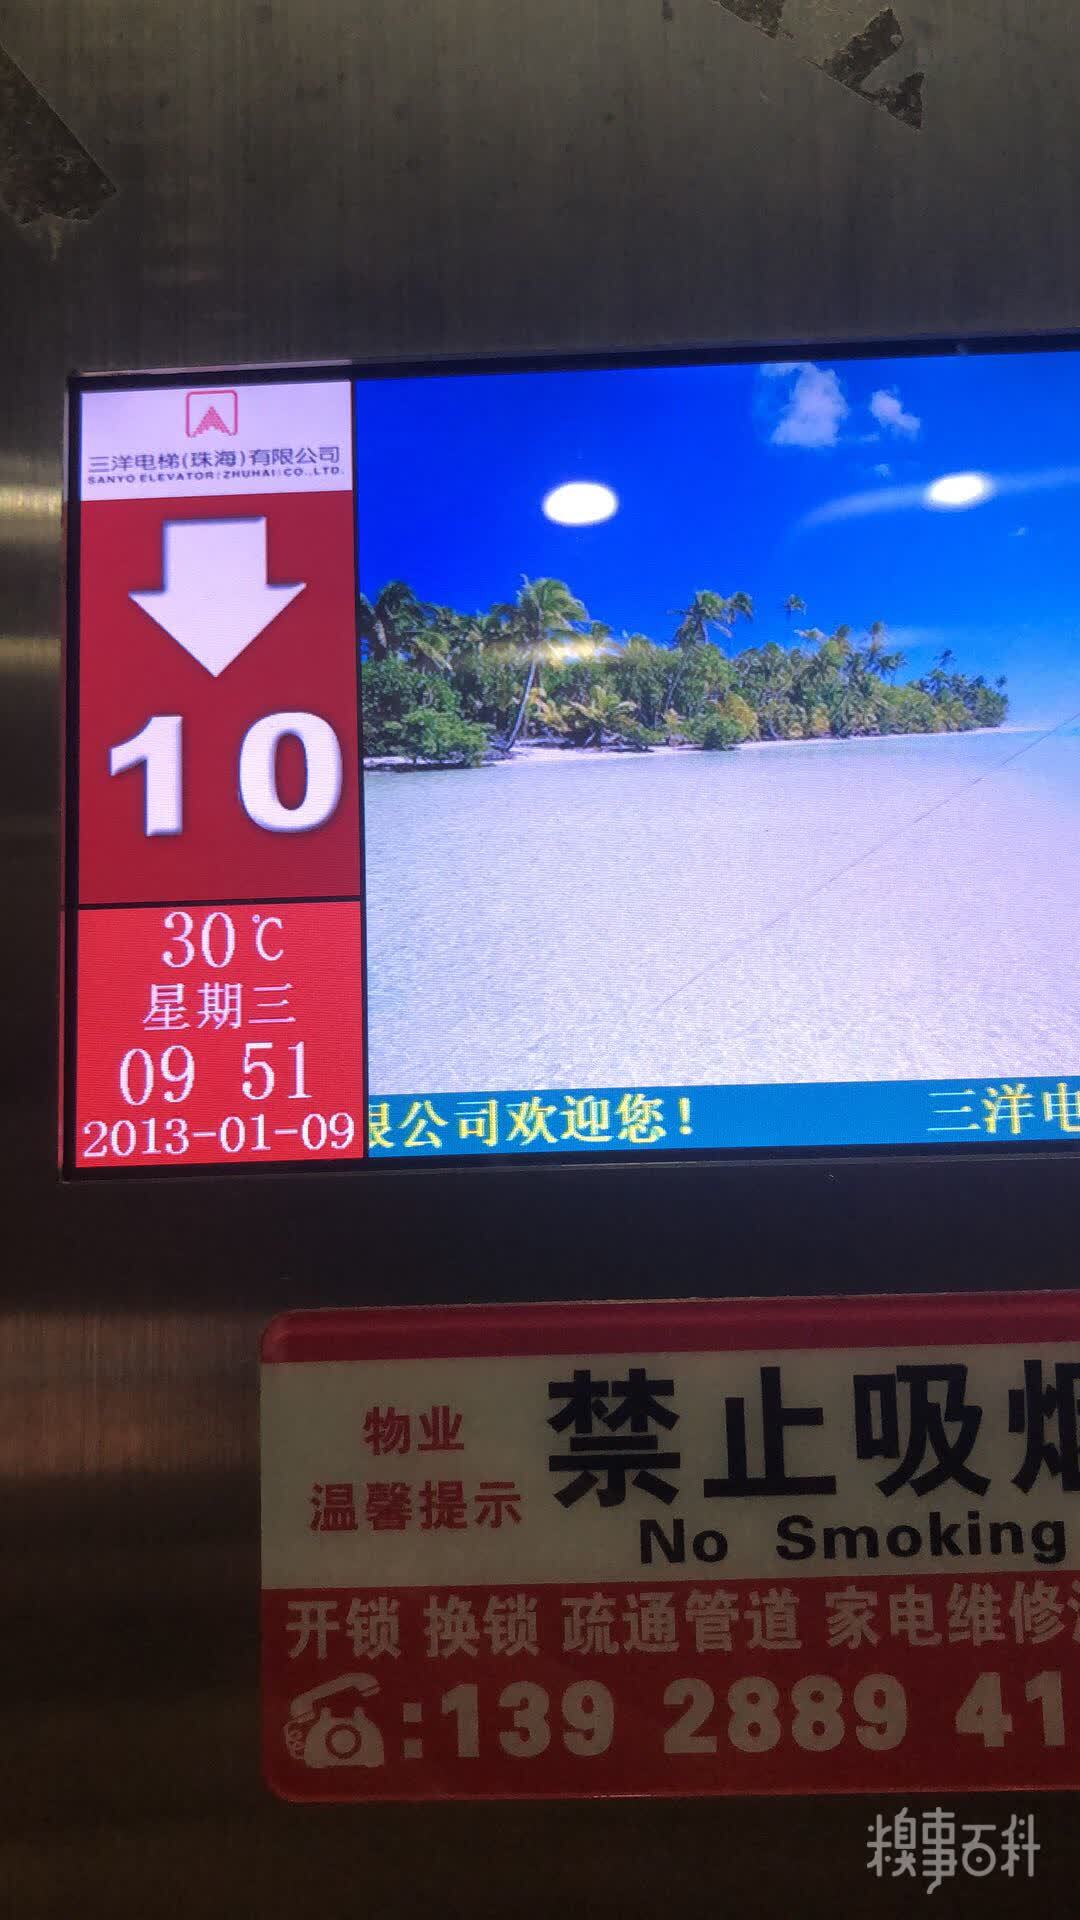 三洋电梯(珠海)有限公司
SANYO ELEVATOR(ZHUHAI)CO.,LTD.
10
30℃
星期三
09 51
2013-01-09
限公司欢迎您! 三洋电
物业
温馨提示
禁止吸烟
No Smoking
开锁 换锁 疏通管道 家电维修
☎:139 2889 41
糗事百科